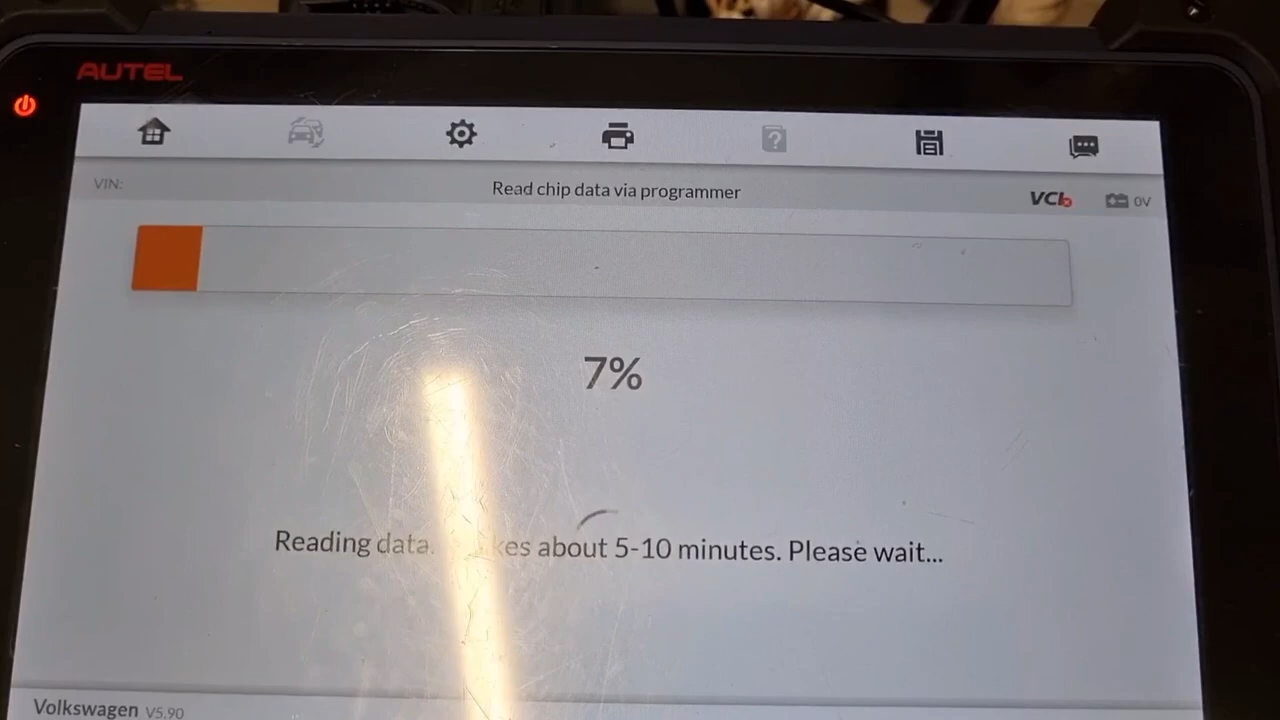 AUTEL
VIN:
Read chip data via programmer
VCI
0V
7%
Reading data. about 5-10 minutes. Please wait...
Volkswagen V5.90